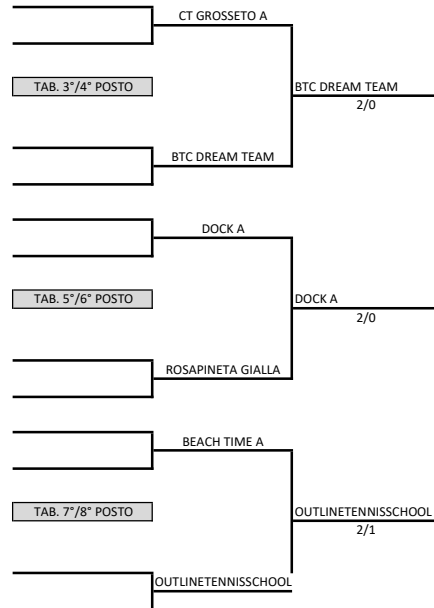 CT GROSSETO A
TAB. 3°/4° POSTO
BTC DREAM TEAM
2/0
BTC DREAM TEAM
DOCK A
TAB. 5°/6° POSTO
DOCK A
2/0
ROSAPINETA GIALLA
BEACH TIME A
TAB. 7°/8° POSTO
OUTLINETENNISSCHOOL
2/1
OUTLINETENNISSCHOOL